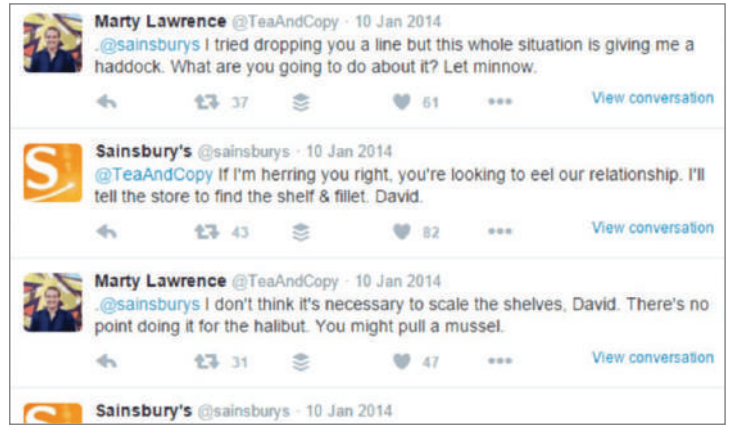 Marty Lawrence @TeaAndCopy · 10 Jan 2014
.@sainsburys I tried dropping you a line but this whole situation is giving me a
haddock. What are you going to do about it? Let minnow.
37 61 View conversation
Sainsbury's @sainsburys · 10 Jan 2014
@TeaAndCopy If I'm herring you right, you're looking to eel our relationship. I'll
tell the store to find the shelf & fillet. David.
43 82 View conversation
Marty Lawrence @TeaAndCopy · 10 Jan 2014
.@sainsburys I don't think it's necessary to scale the shelves, David. There's no
point doing it for the halibut. You might pull a mussel.
31 47 View conversation
Sainsbury's @sainsburys · 10 Jan 2014